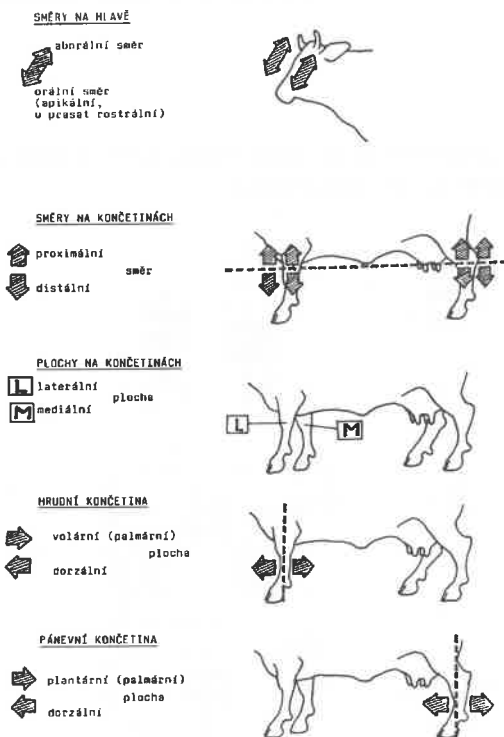 SMĚRY NA HLAVĚ
aborální směr
orální směr
(apikální,
u prasat rostrální)
SMĚRY NA KONČETINÁCH
proximální
směr
distální
PLOCHY NA KONČETINÁCH
L laterální
plocha
M mediální
L M
HRUDNÍ KONČETINA
volární (palmární)
plocha
dorzální
PÁNEVNÍ KONČETINA
plantární (palmární)
plocha
dorzální